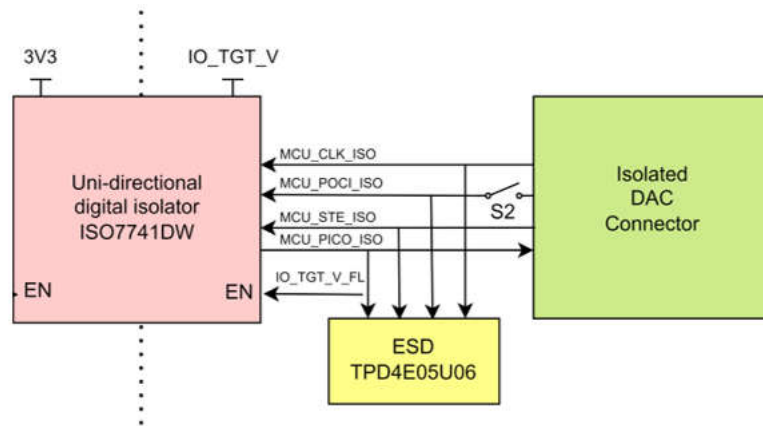 3V3
IO_TGT_V
Uni-directional
digital isolator
ISO7741DW
EN
EN
MCU_CLK_ISO
MCU_POCI_ISO
S2
MCU_STE_ISO
MCU_PICO_ISO
IO_TGT_V_FL
Isolated
DAC
Connector
ESD
TPD4E05U06